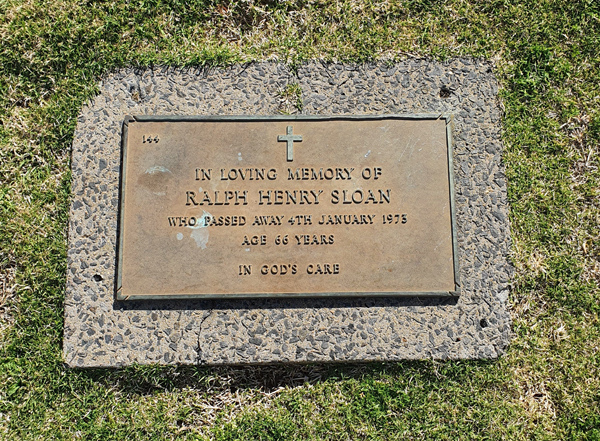 144
IN LOVING MEMORY OF
RALPH HENRY SLOAN
WHO PASSED AWAY 4TH JANUARY 1973
AGE 66 YEARS
IN GOD'S CARE